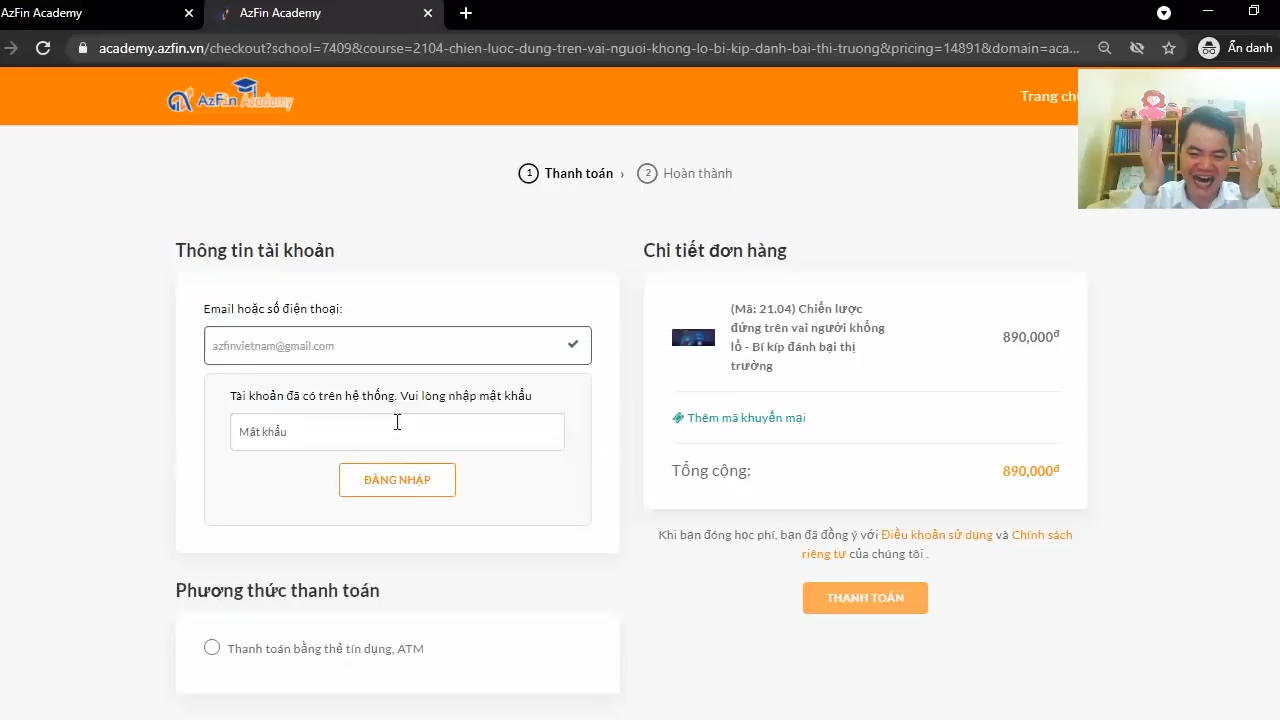 AzFin Academy
AzFin Academy
academy.azfin.vn/checkout?school=7409&course=2104-chien-luoc-dung-tren-vai-nguoi-khong-lo-bi-kip-danh-bai-thi-truong&pricing=14891&domain=aca...
Ẩn danh
AzFin Academy
Trang ch
1 Thanh toán ›
2 Hoàn thành
Thông tin tài khoản
Email hoặc số điện thoại:
azfinvietnam@gmail.com
Tài khoản đã có trên hệ thống. Vui lòng nhập mật khẩu
Mật khẩu
ĐĂNG NHẬP
Phương thức thanh toán
Thanh toán bằng thẻ tín dụng, ATM
Chi tiết đơn hàng
(Mã: 21.04) Chiến lược
đứng trên vai người khổng
lồ - Bí kíp đánh bại thị
trường
890,000đ
Thêm mã khuyến mại
Tổng cộng:
890,000đ
Khi bạn đóng học phí, bạn đã đồng ý với Điều khoản sử dụng và Chính sách
riêng tư của chúng tôi .
THANH TOÁN